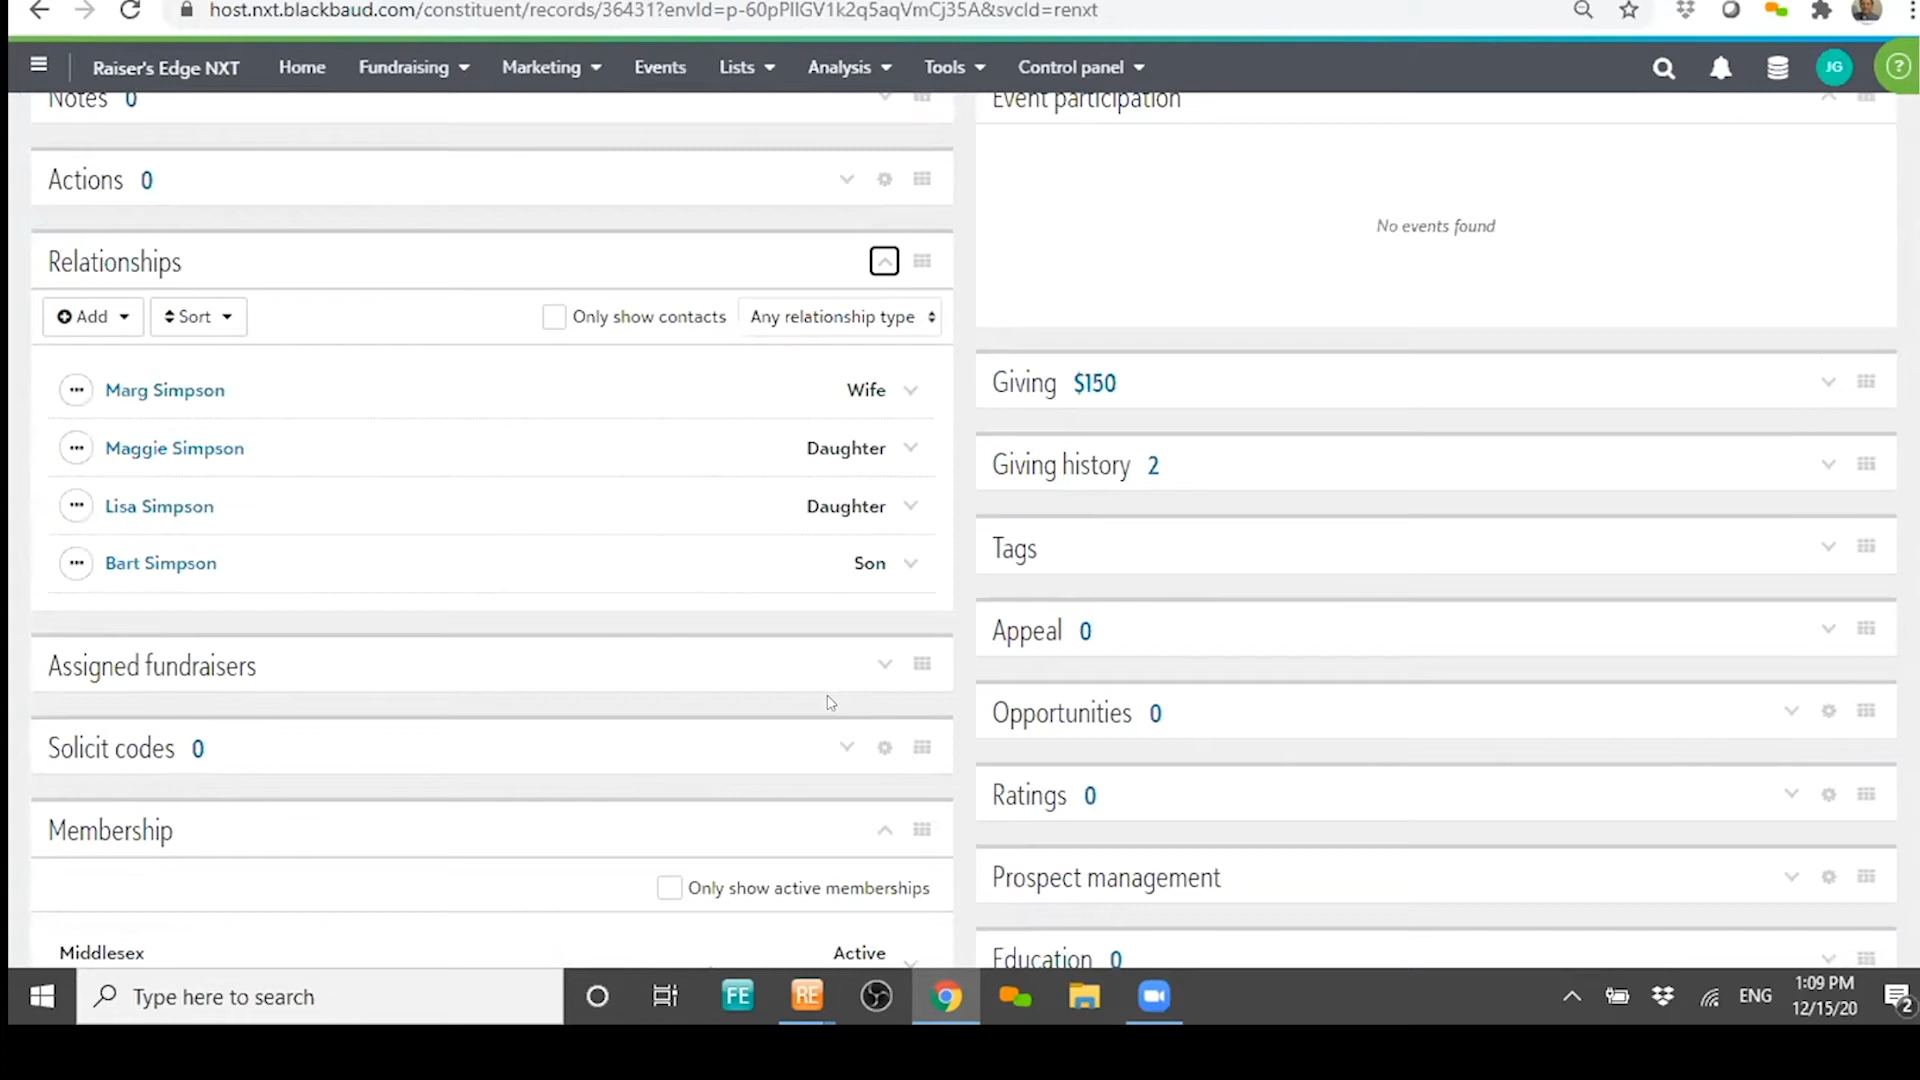 host.nxt.blackbaud.com/constituent/records/36431?envId=p-60pPllGV1k2q5aqVmCj35A&svcId=renxt
Raiser's Edge NXT Home Fundraising Marketing Events Lists Analysis Tools Control panel JG ?
Notes 0
Actions 0
Relationships
Add Sort Only show contacts Any relationship type
Marg Simpson Wife
Maggie Simpson Daughter
Lisa Simpson Daughter
Bart Simpson Son
Assigned fundraisers
Solicit codes 0
Membership
Only show active memberships
Middlesex Active
Event participation
No events found
Giving $150
Giving history 2
Tags
Appeal 0
Opportunities 0
Ratings 0
Prospect management
Education 0
Type here to search FE RE ENG
1:09 PM
12/15/20
2